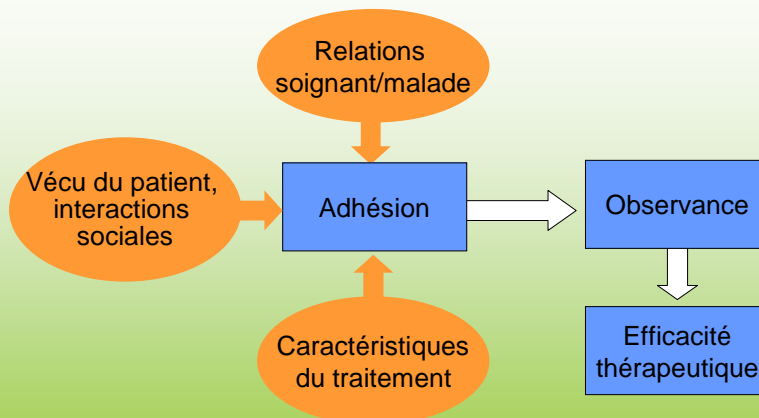 Relations
soignant/malade
Vécu du patient,
interactions
sociales
Adhésion
Observance
Caractéristiques
du traitement
Efficacité
thérapeutique